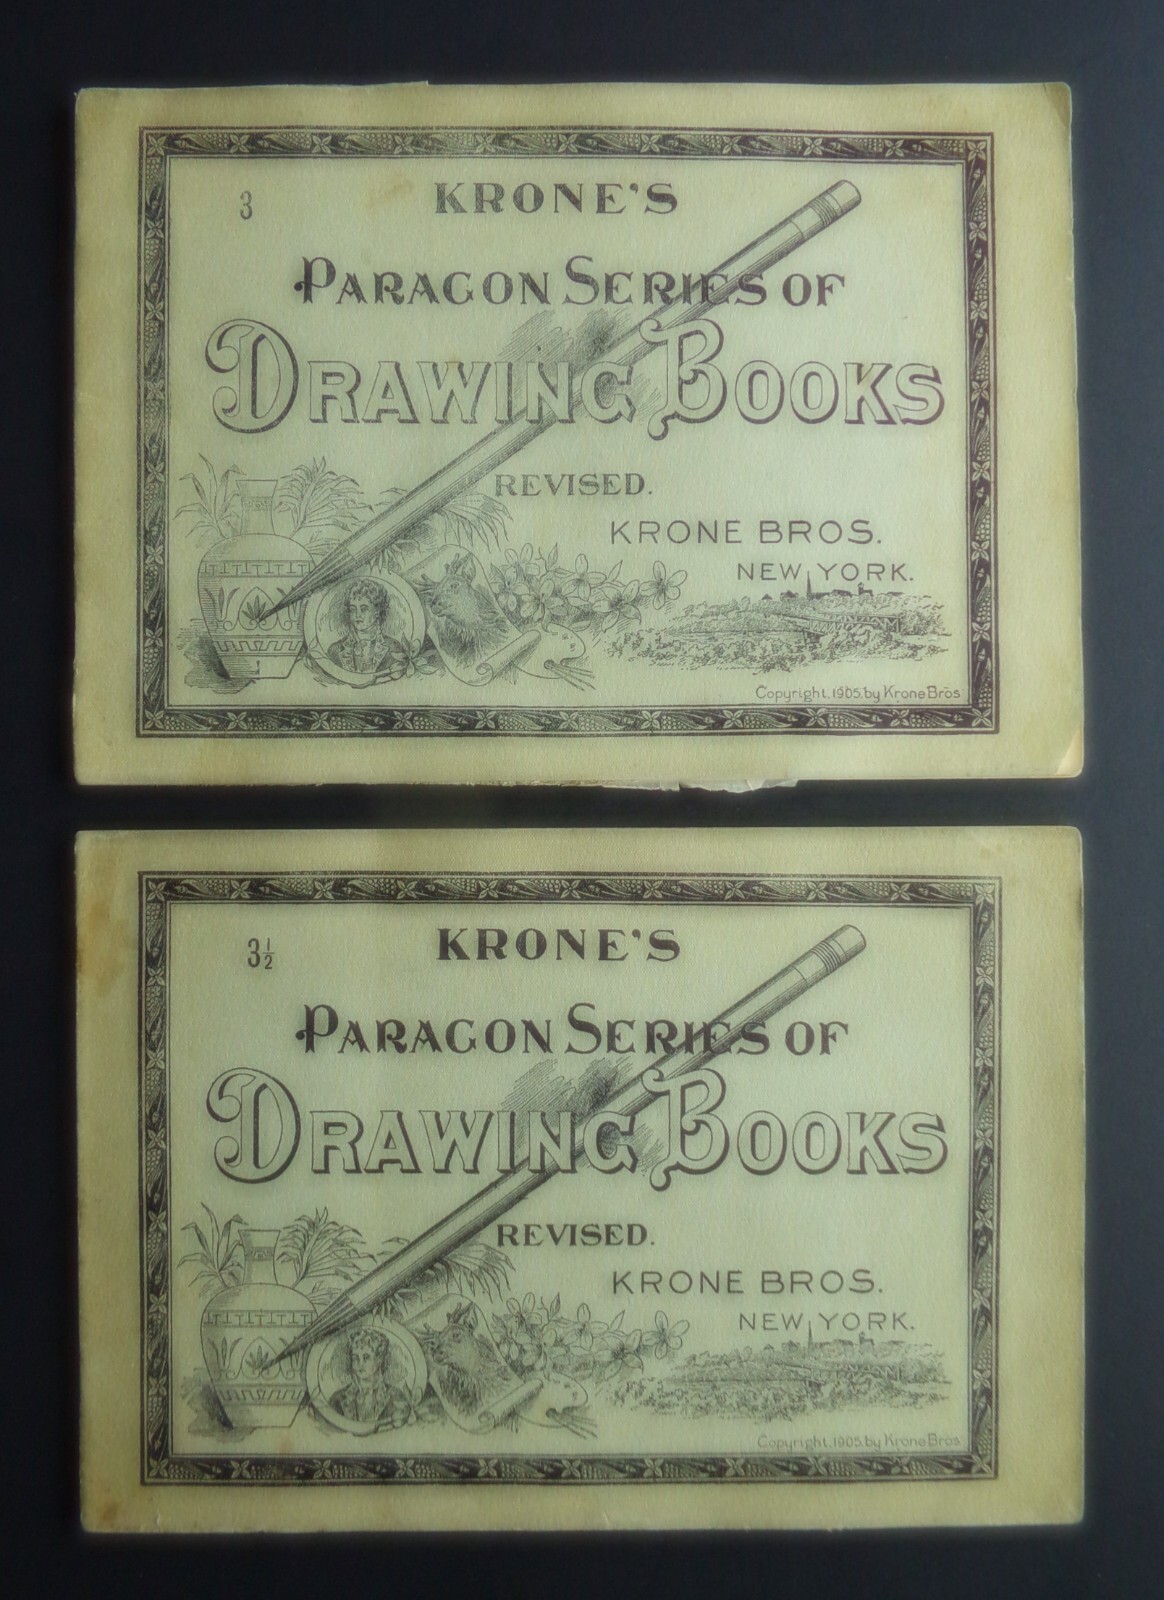 3
KRONE'S
PARAGON SERIES OF
DRAWING BOOKS
REVISED.
KRONE BROS.
NEW YORK.
Copyright. 1905. by Krone Bros
3½
KRONE'S
PARAGON SERIES OF
DRAWING BOOKS
REVISED.
KRONE BROS.
NEW YORK.
Copyright. 1905. by Krone Bros